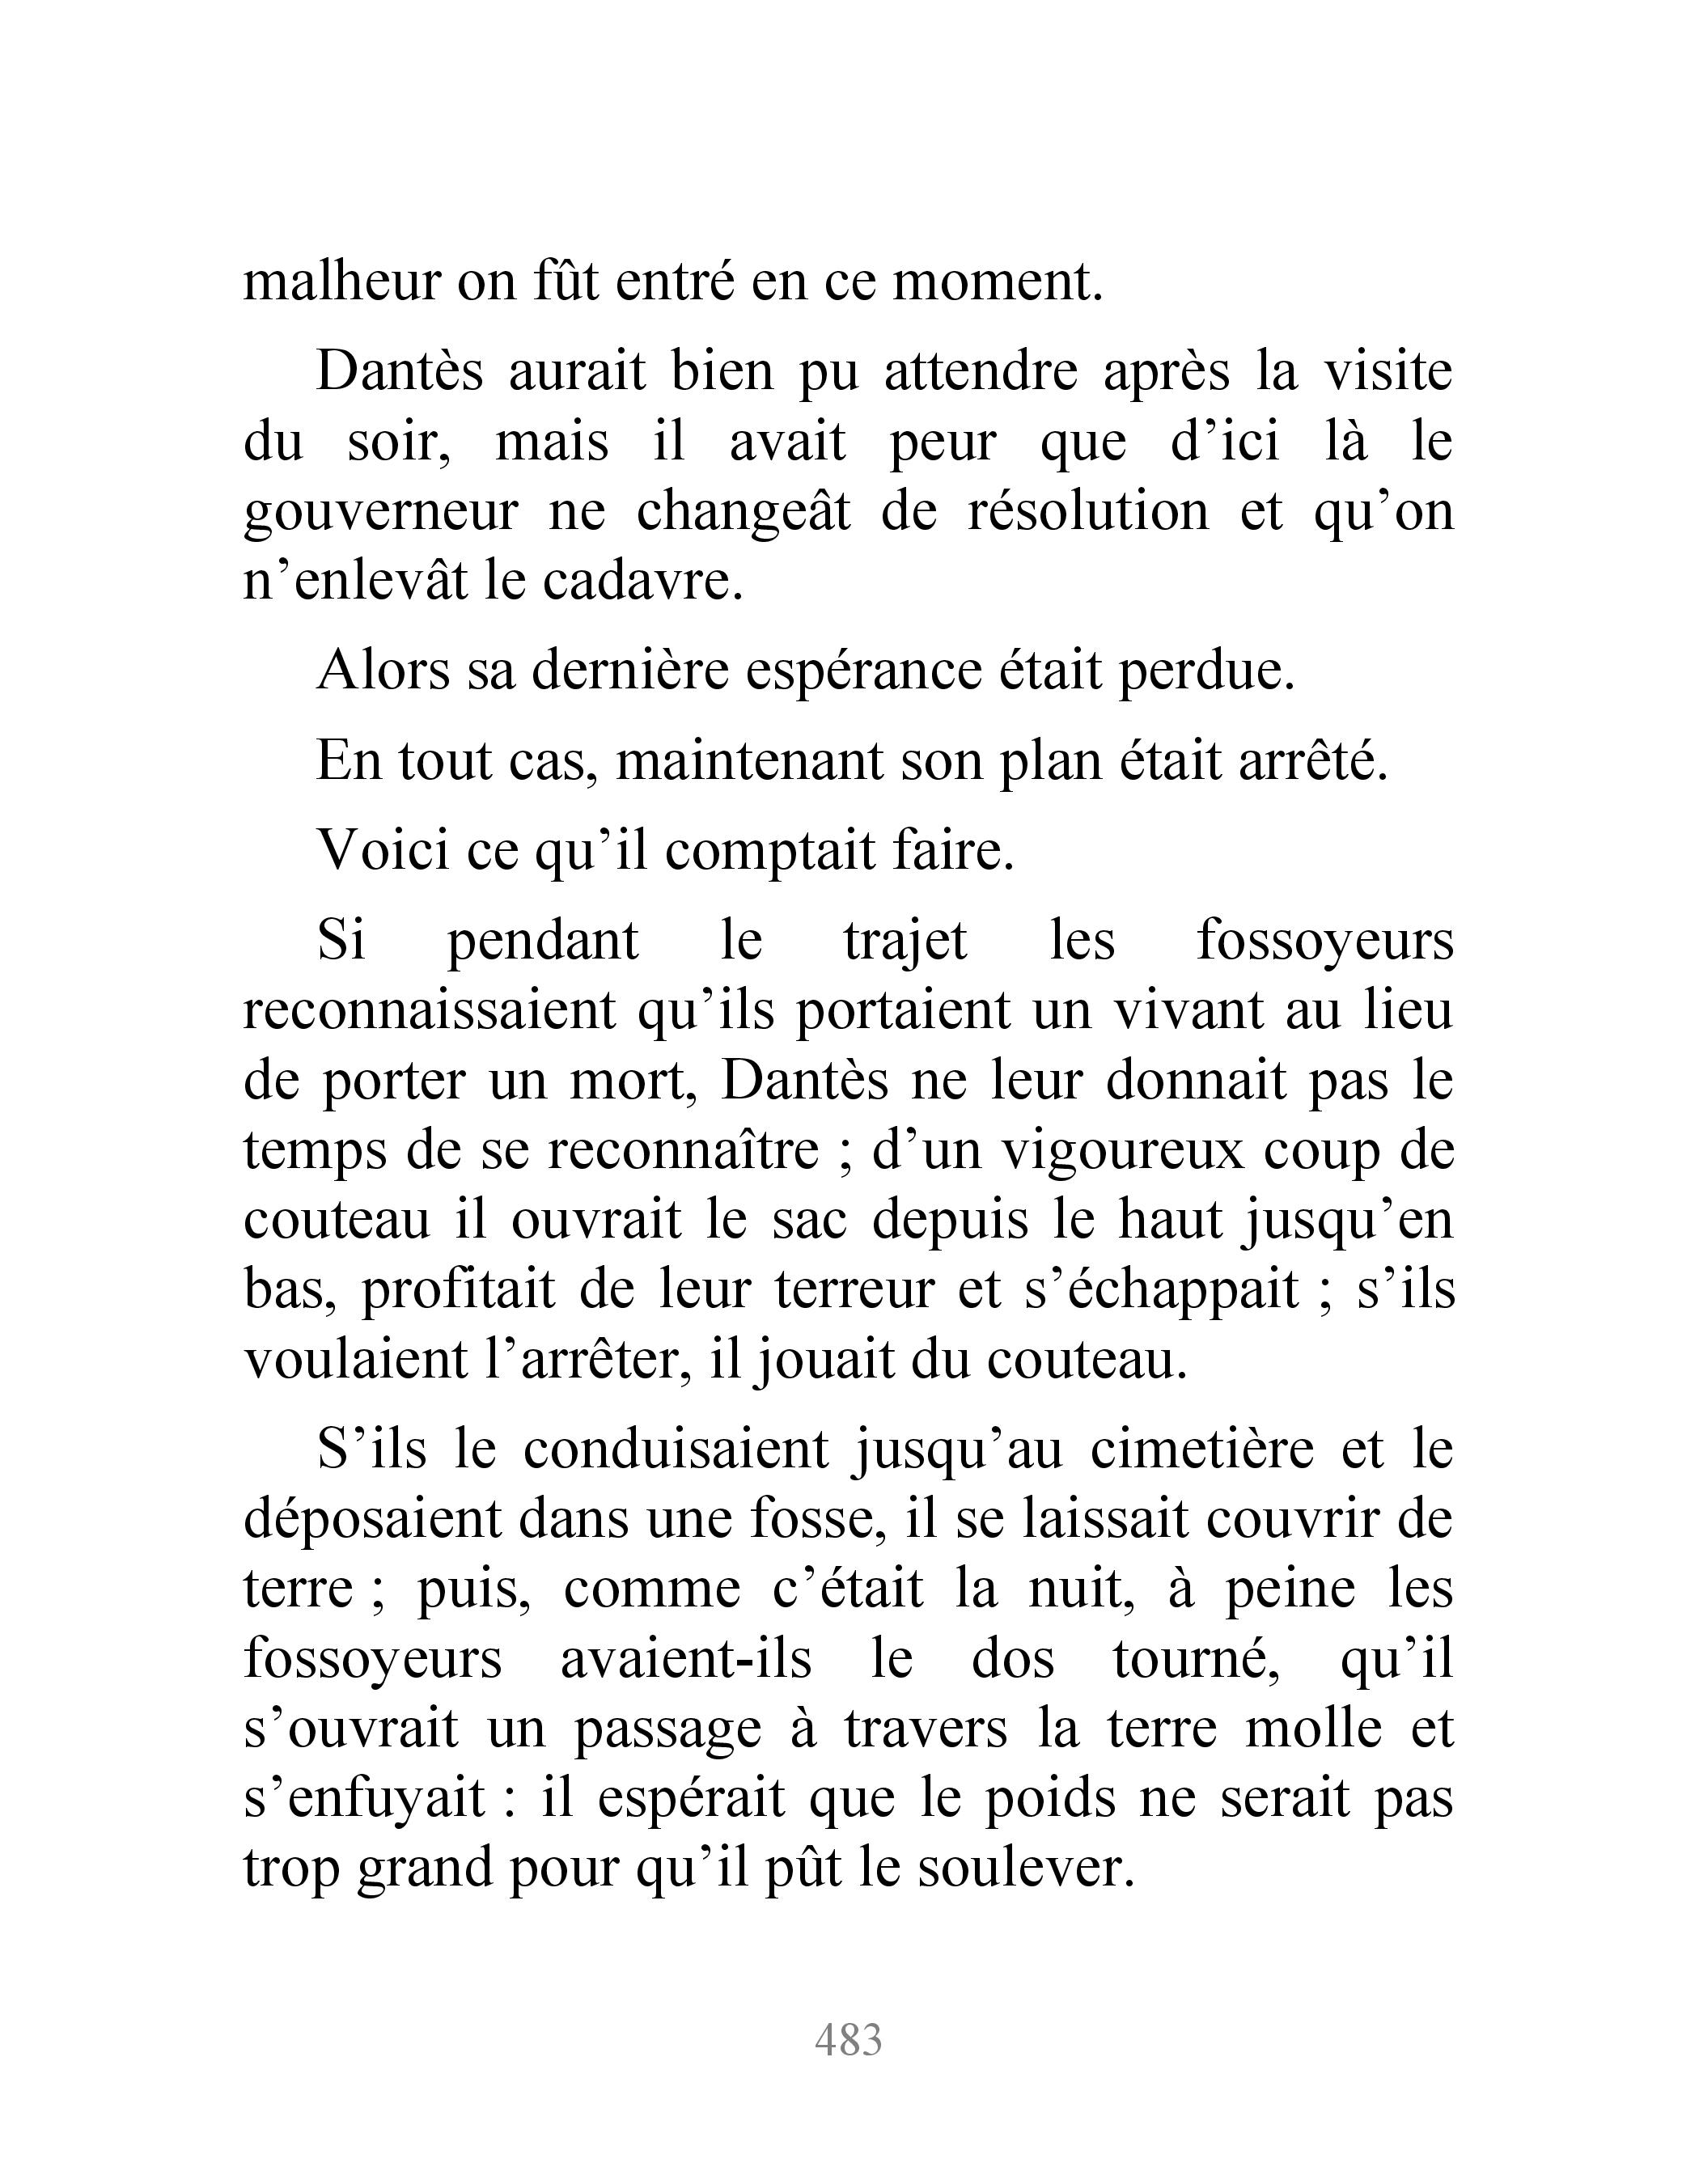 malheur on fût entré en ce moment.
Dantès aurait bien pu attendre après la visite
du soir, mais il avait peur que d’ici là le
gouverneur ne changeât de résolution et qu’on
n’enlevât le cadavre.
Alors sa dernière espérance était perdue.
En tout cas, maintenant son plan était arrêté.
Voici ce qu’il comptait faire.
Si pendant le trajet les fossoyeurs
reconnaissaient qu’ils portaient un vivant au lieu
de porter un mort, Dantès ne leur donnait pas le
temps de se reconnaître ; d’un vigoureux coup de
couteau il ouvrait le sac depuis le haut jusqu’en
bas, profitait de leur terreur et s’échappait ; s’ils
voulaient l’arrêter, il jouait du couteau.
S’ils le conduisaient jusqu’au cimetière et le
déposaient dans une fosse, il se laissait couvrir de
terre ; puis, comme c’était la nuit, à peine les
fossoyeurs avaient-ils le dos tourné, qu’il
s’ouvrait un passage à travers la terre molle et
s’enfuyait : il espérait que le poids ne serait pas
trop grand pour qu’il pût le soulever.
483